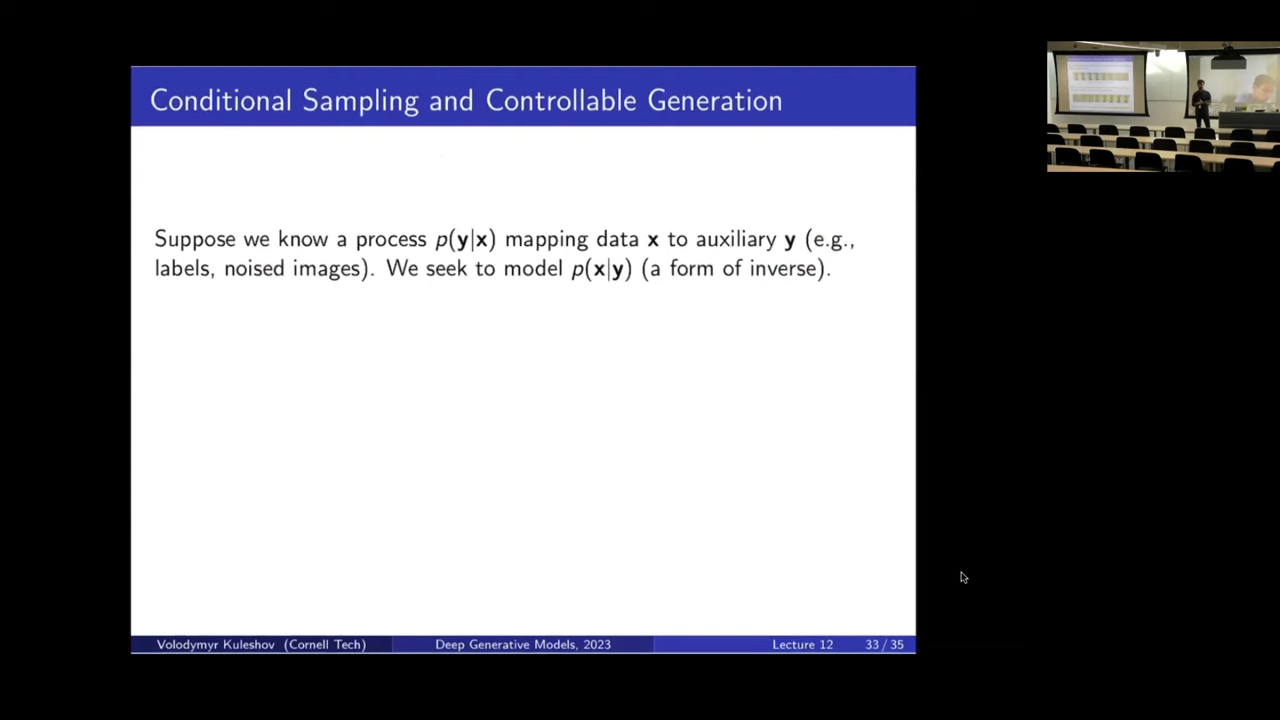 Conditional Sampling and Controllable Generation
Suppose we know a process p(y|x) mapping data x to auxiliary y (e.g.,
labels, noised images). We seek to model p(x|y) (a form of inverse).
Volodymyr Kuleshov (Cornell Tech) Deep Generative Models, 2023 Lecture 12 33 / 35